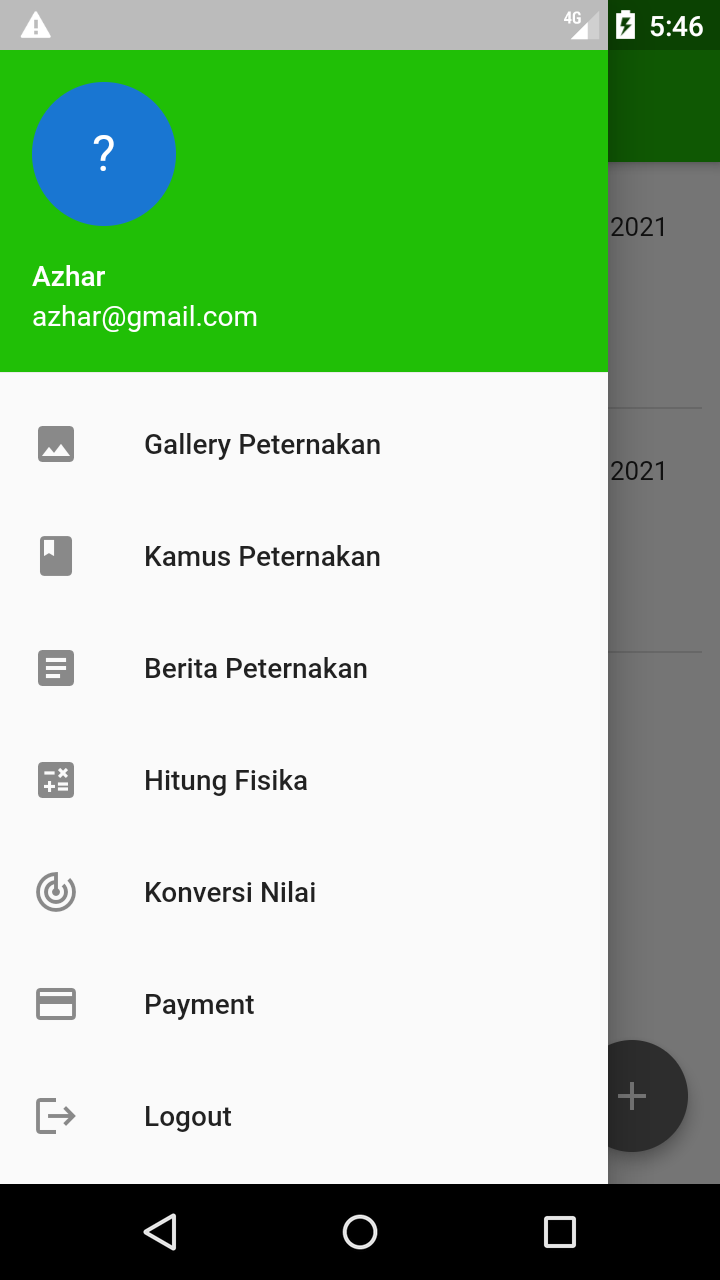 4G 5:46
?
Azhar
azhar@gmail.com
2021
2021
Gallery Peternakan
Kamus Peternakan
Berita Peternakan
Hitung Fisika
Konversi Nilai
Payment
Logout